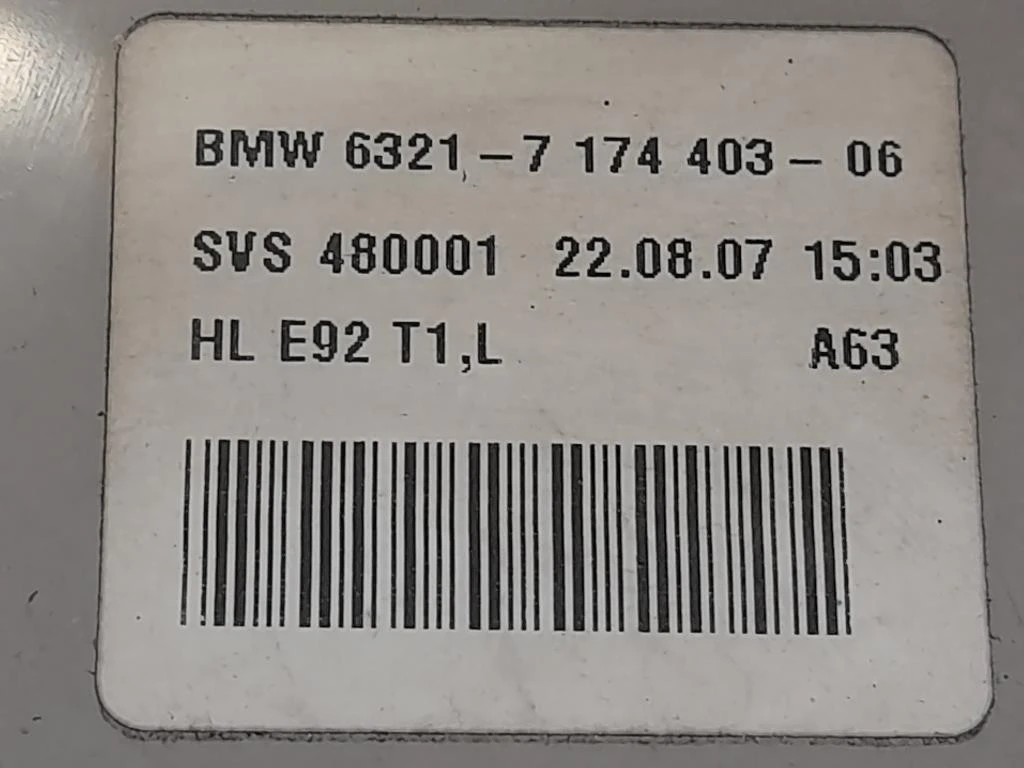 BMW 6321-7 174 403- 06
SVS 480001 22.08.07 15:03
HL E92 T1,L A63